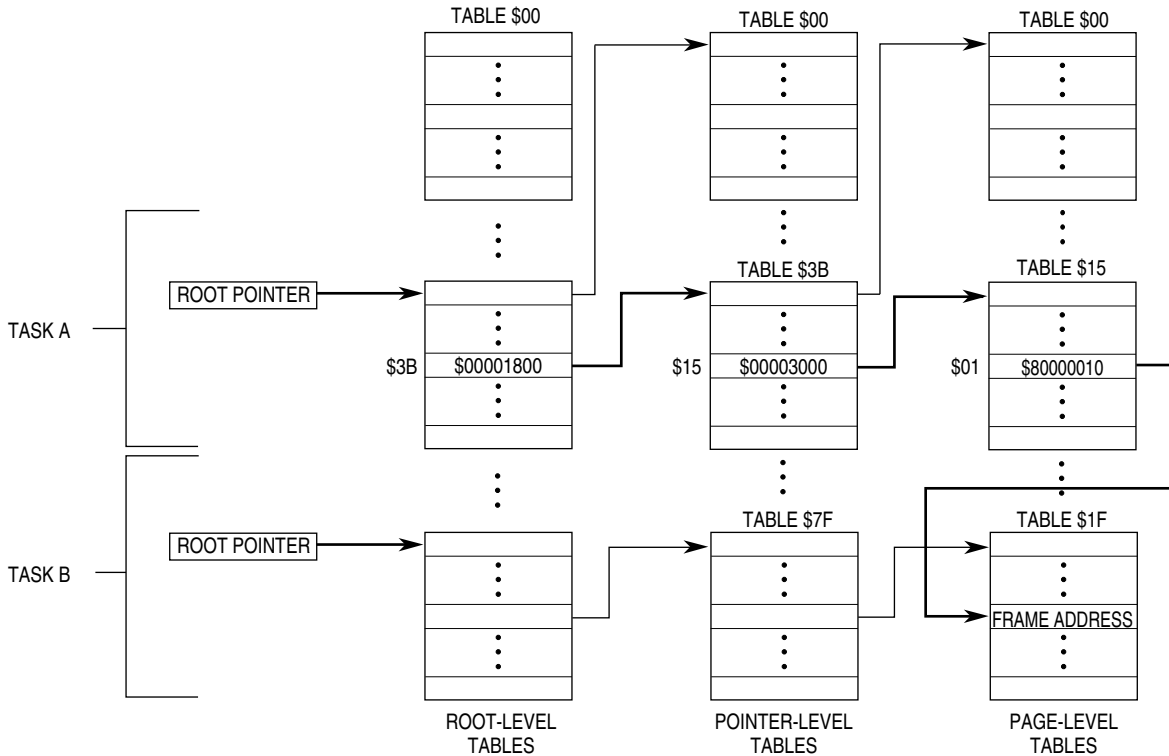 TABLE $00 TABLE $00 TABLE $00
TABLE $3B TABLE $15
ROOT POINTER
TASK A
$3B $00001800 $15 $00003000 $01 $80000010
TABLE $7F TABLE $1F
ROOT POINTER
TASK B
FRAME ADDRESS
ROOT-LEVEL
TABLES
POINTER-LEVEL
TABLES
PAGE-LEVEL
TABLES